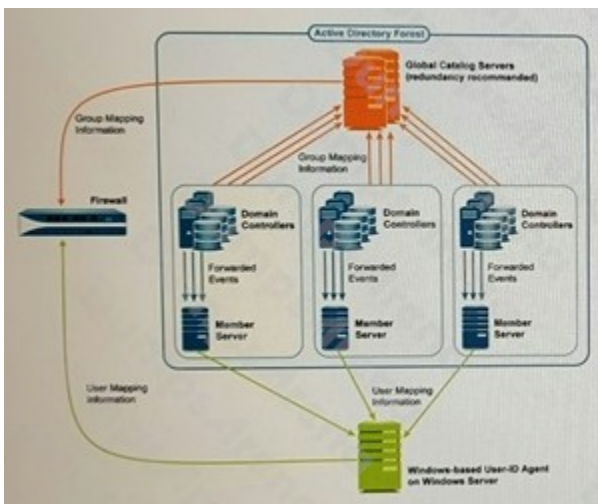 Active Directory Forest
Global Catalog Servers
(redundancy recommended)
Group Mapping
Information
Group Mapping
Information
Firewall
Domain
Controllers
Domain
Controllers
Domain
Controllers
Forwarded
Events
Forwarded
Events
Forwarded
Events
Member
Server
Member
Server
Member
Server
User Mapping
Information
User Mapping
Information
Windows-based User-ID Agent
on Windows Server